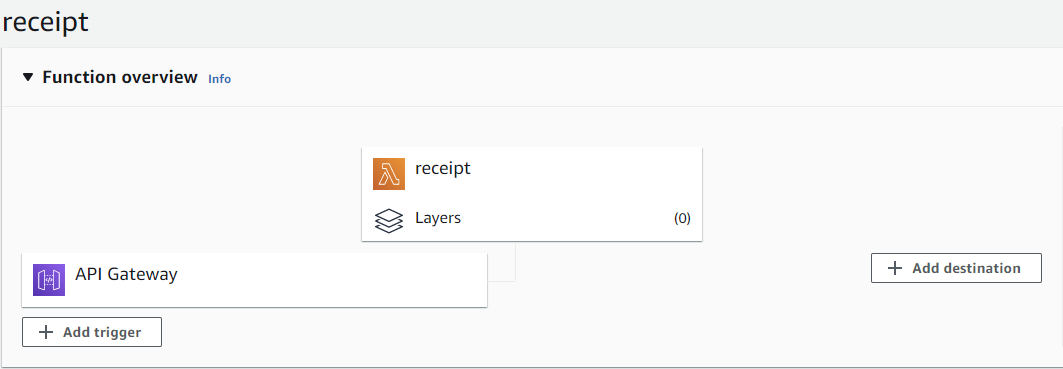 receipt
Function overview Info
receipt
Layers (0)
API Gateway
Add destination
Add trigger